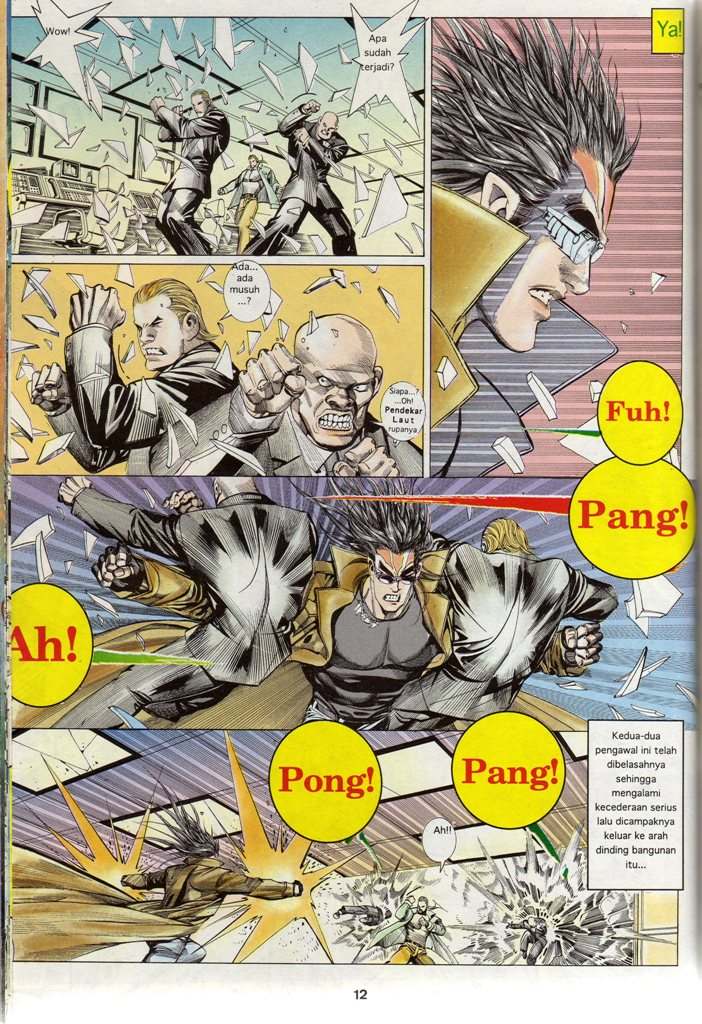 Wow!
Apa
sudah
terjadi?
Ya!
Ada...
ada
musuh
...?
Siapa...?
...Oh!
Pendekar
Laut
rupanya
Fuh!
Pang!
Ah!
Pong!
Pang!
Ah!!
Kedua-dua
pengawal itu telah
dibelasahnya
sehingga
mengalami
kecederaan serius
lalu dicampaknya
keluar ke arah
dinding bangunan
itu...
12